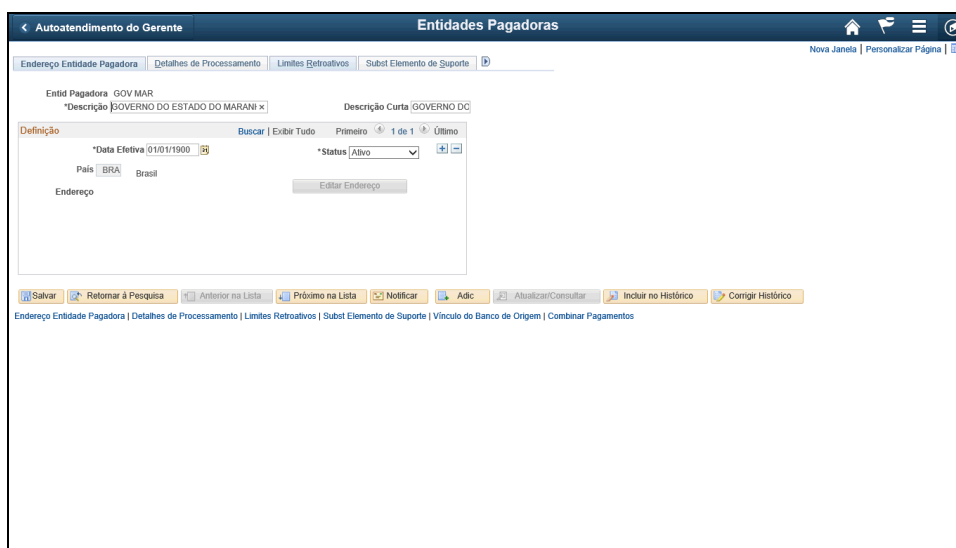 Autoatendimento do Gerente
Entidades Pagadoras
Nova Janela | Personalizar Página |
Endereço Entidade Pagadora
Detalhes de Processamento
Limites Retroativos
Subst Elemento de Suporte
Entid Pagadora GOV MAR
*Descrição GOVERNO DO ESTADO DO MARANH × Descrição Curta GOVERNO DO
Definição Buscar | Exibir Tudo Primeiro 1 de 1 Último
*Data Efetiva 01/01/1900 31 *Status Ativo + −
País BRA Brasil
Editar Endereço
Endereço
Salvar Retornar à Pesquisa Anterior na Lista Próximo na Lista Notificar Adic Atualizar/Consultar Incluir no Histórico Corrigir Histórico
Endereço Entidade Pagadora | Detalhes de Processamento | Limites Retroativos | Subst Elemento de Suporte | Vínculo do Banco de Origem | Combinar Pagamentos